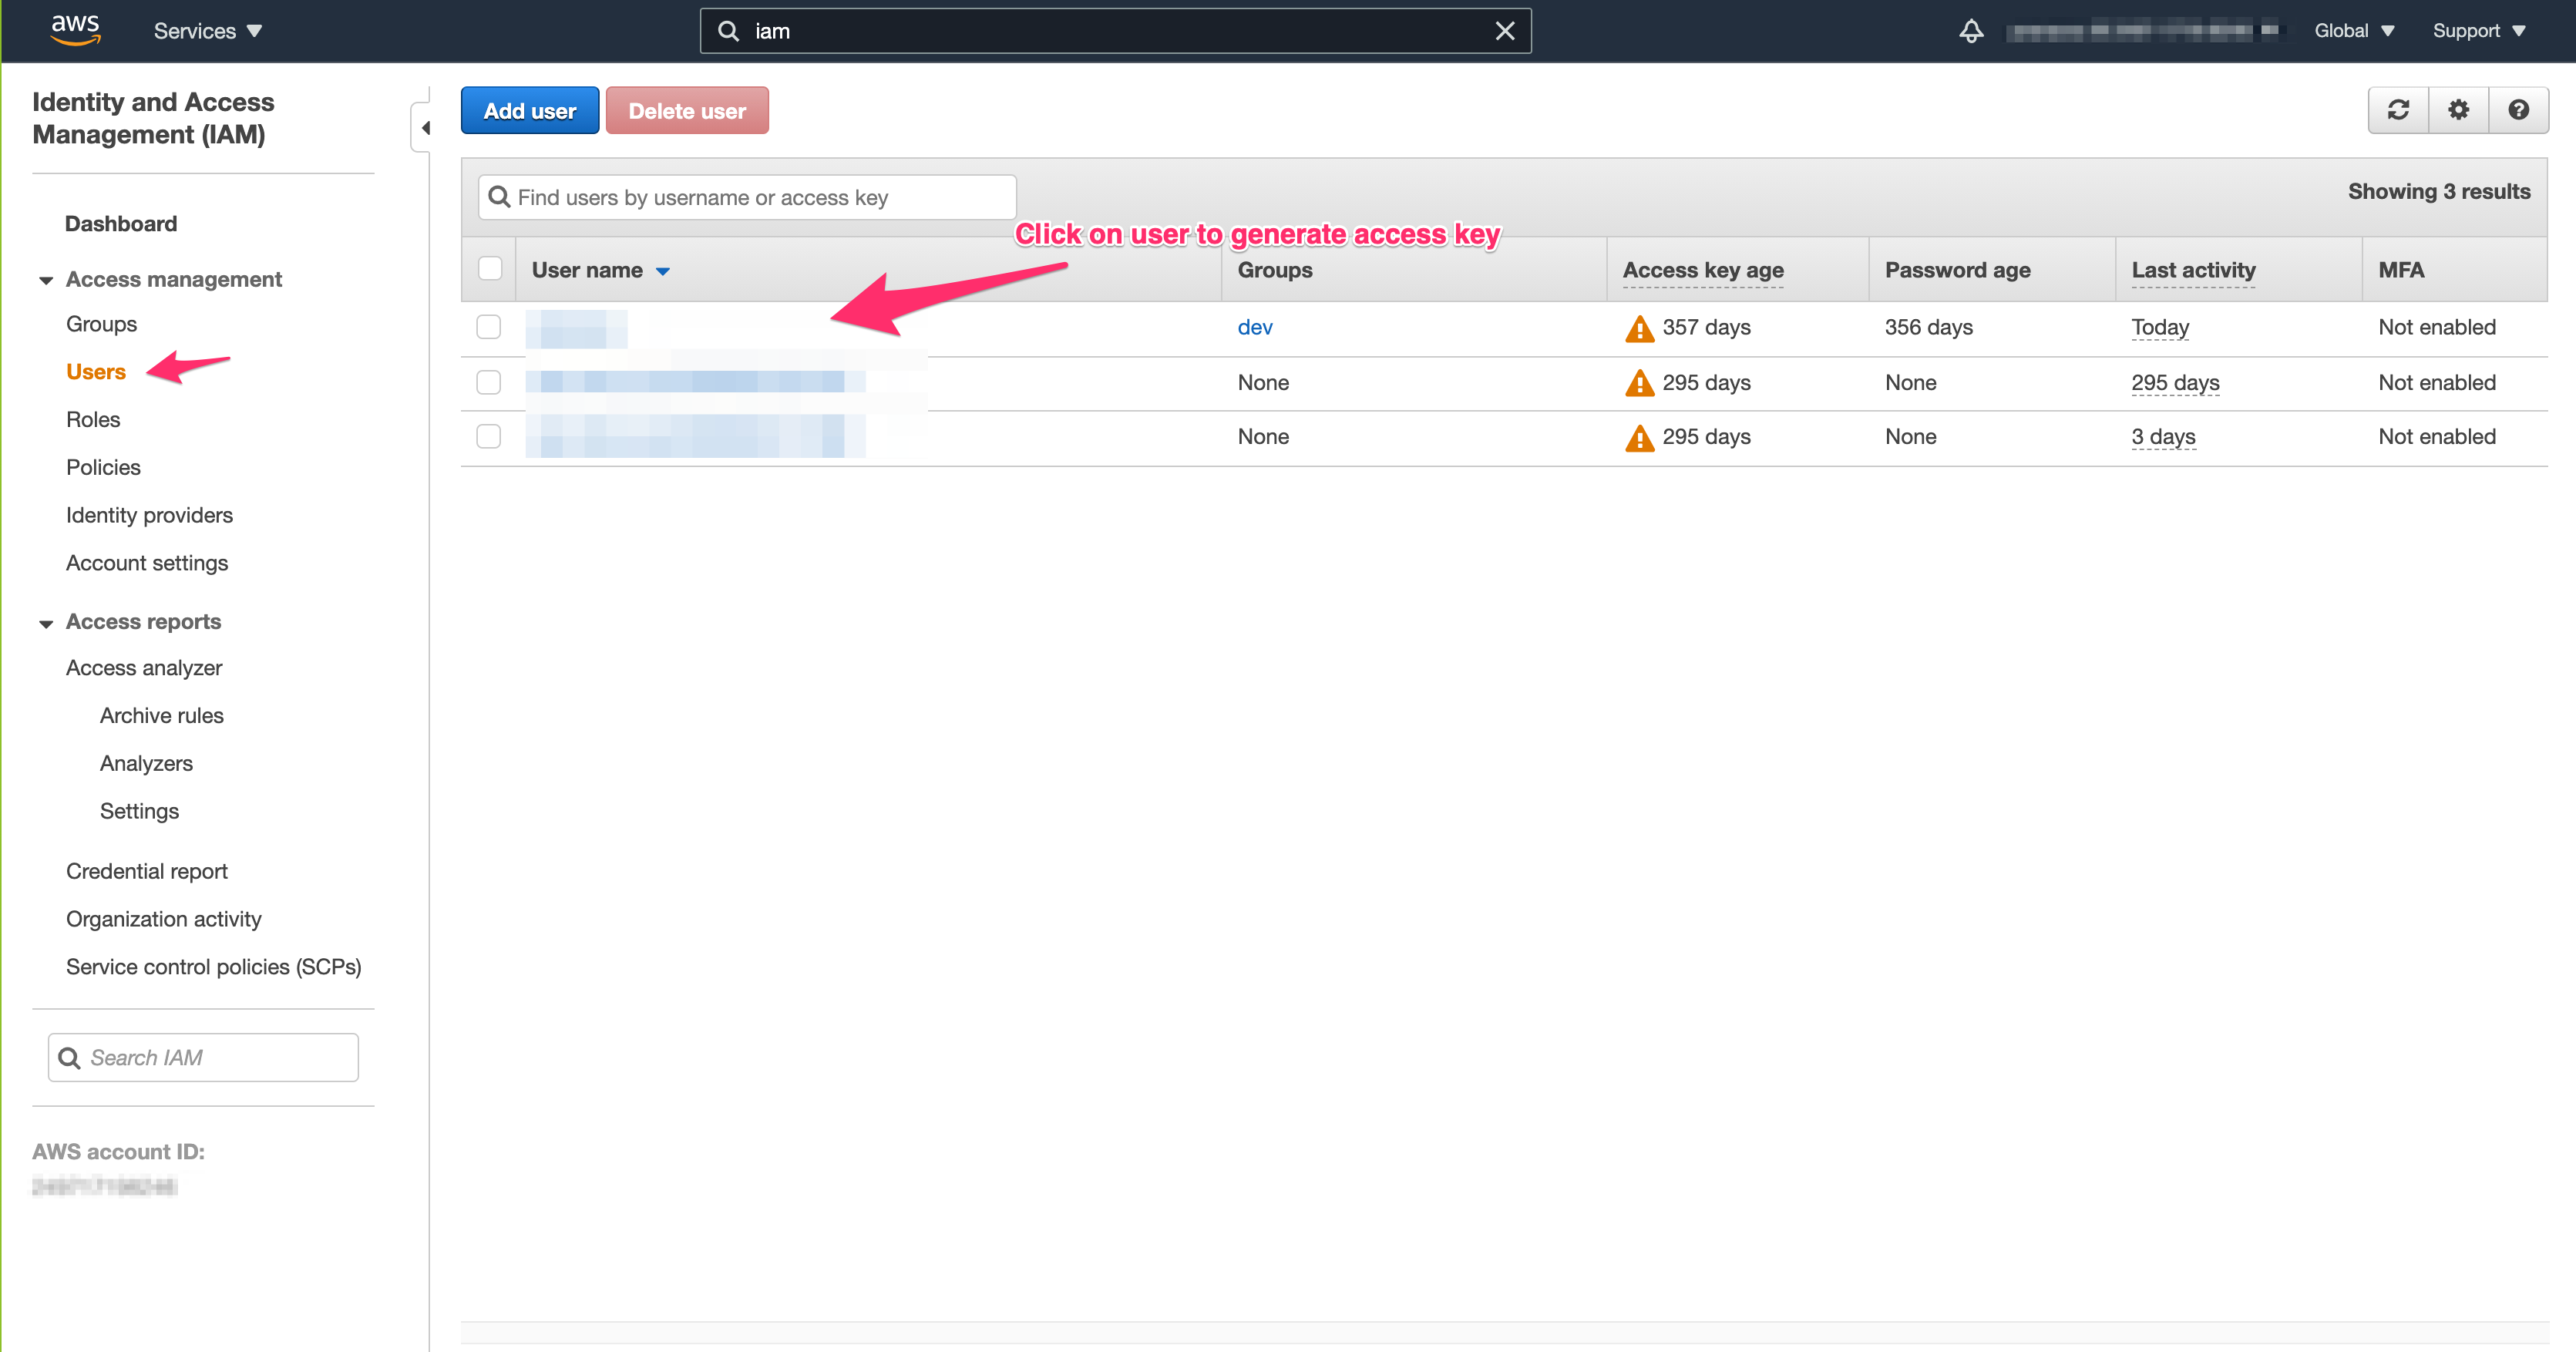 aws
Services
iam
Global
Support
Identity and Access
Management (IAM)
Dashboard
Access management
Groups
Users
Roles
Policies
Identity providers
Account settings
Access reports
Access analyzer
Archive rules
Analyzers
Settings
Credential report
Organization activity
Service control policies (SCPs)
Search IAM
AWS account ID:
Add user
Delete user
Find users by username or access key
Showing 3 results
Click on user to generate access key
User name Groups Access key age Password age Last activity MFA
dev 357 days 356 days Today Not enabled
None 295 days None 295 days Not enabled
None 295 days None 3 days Not enabled